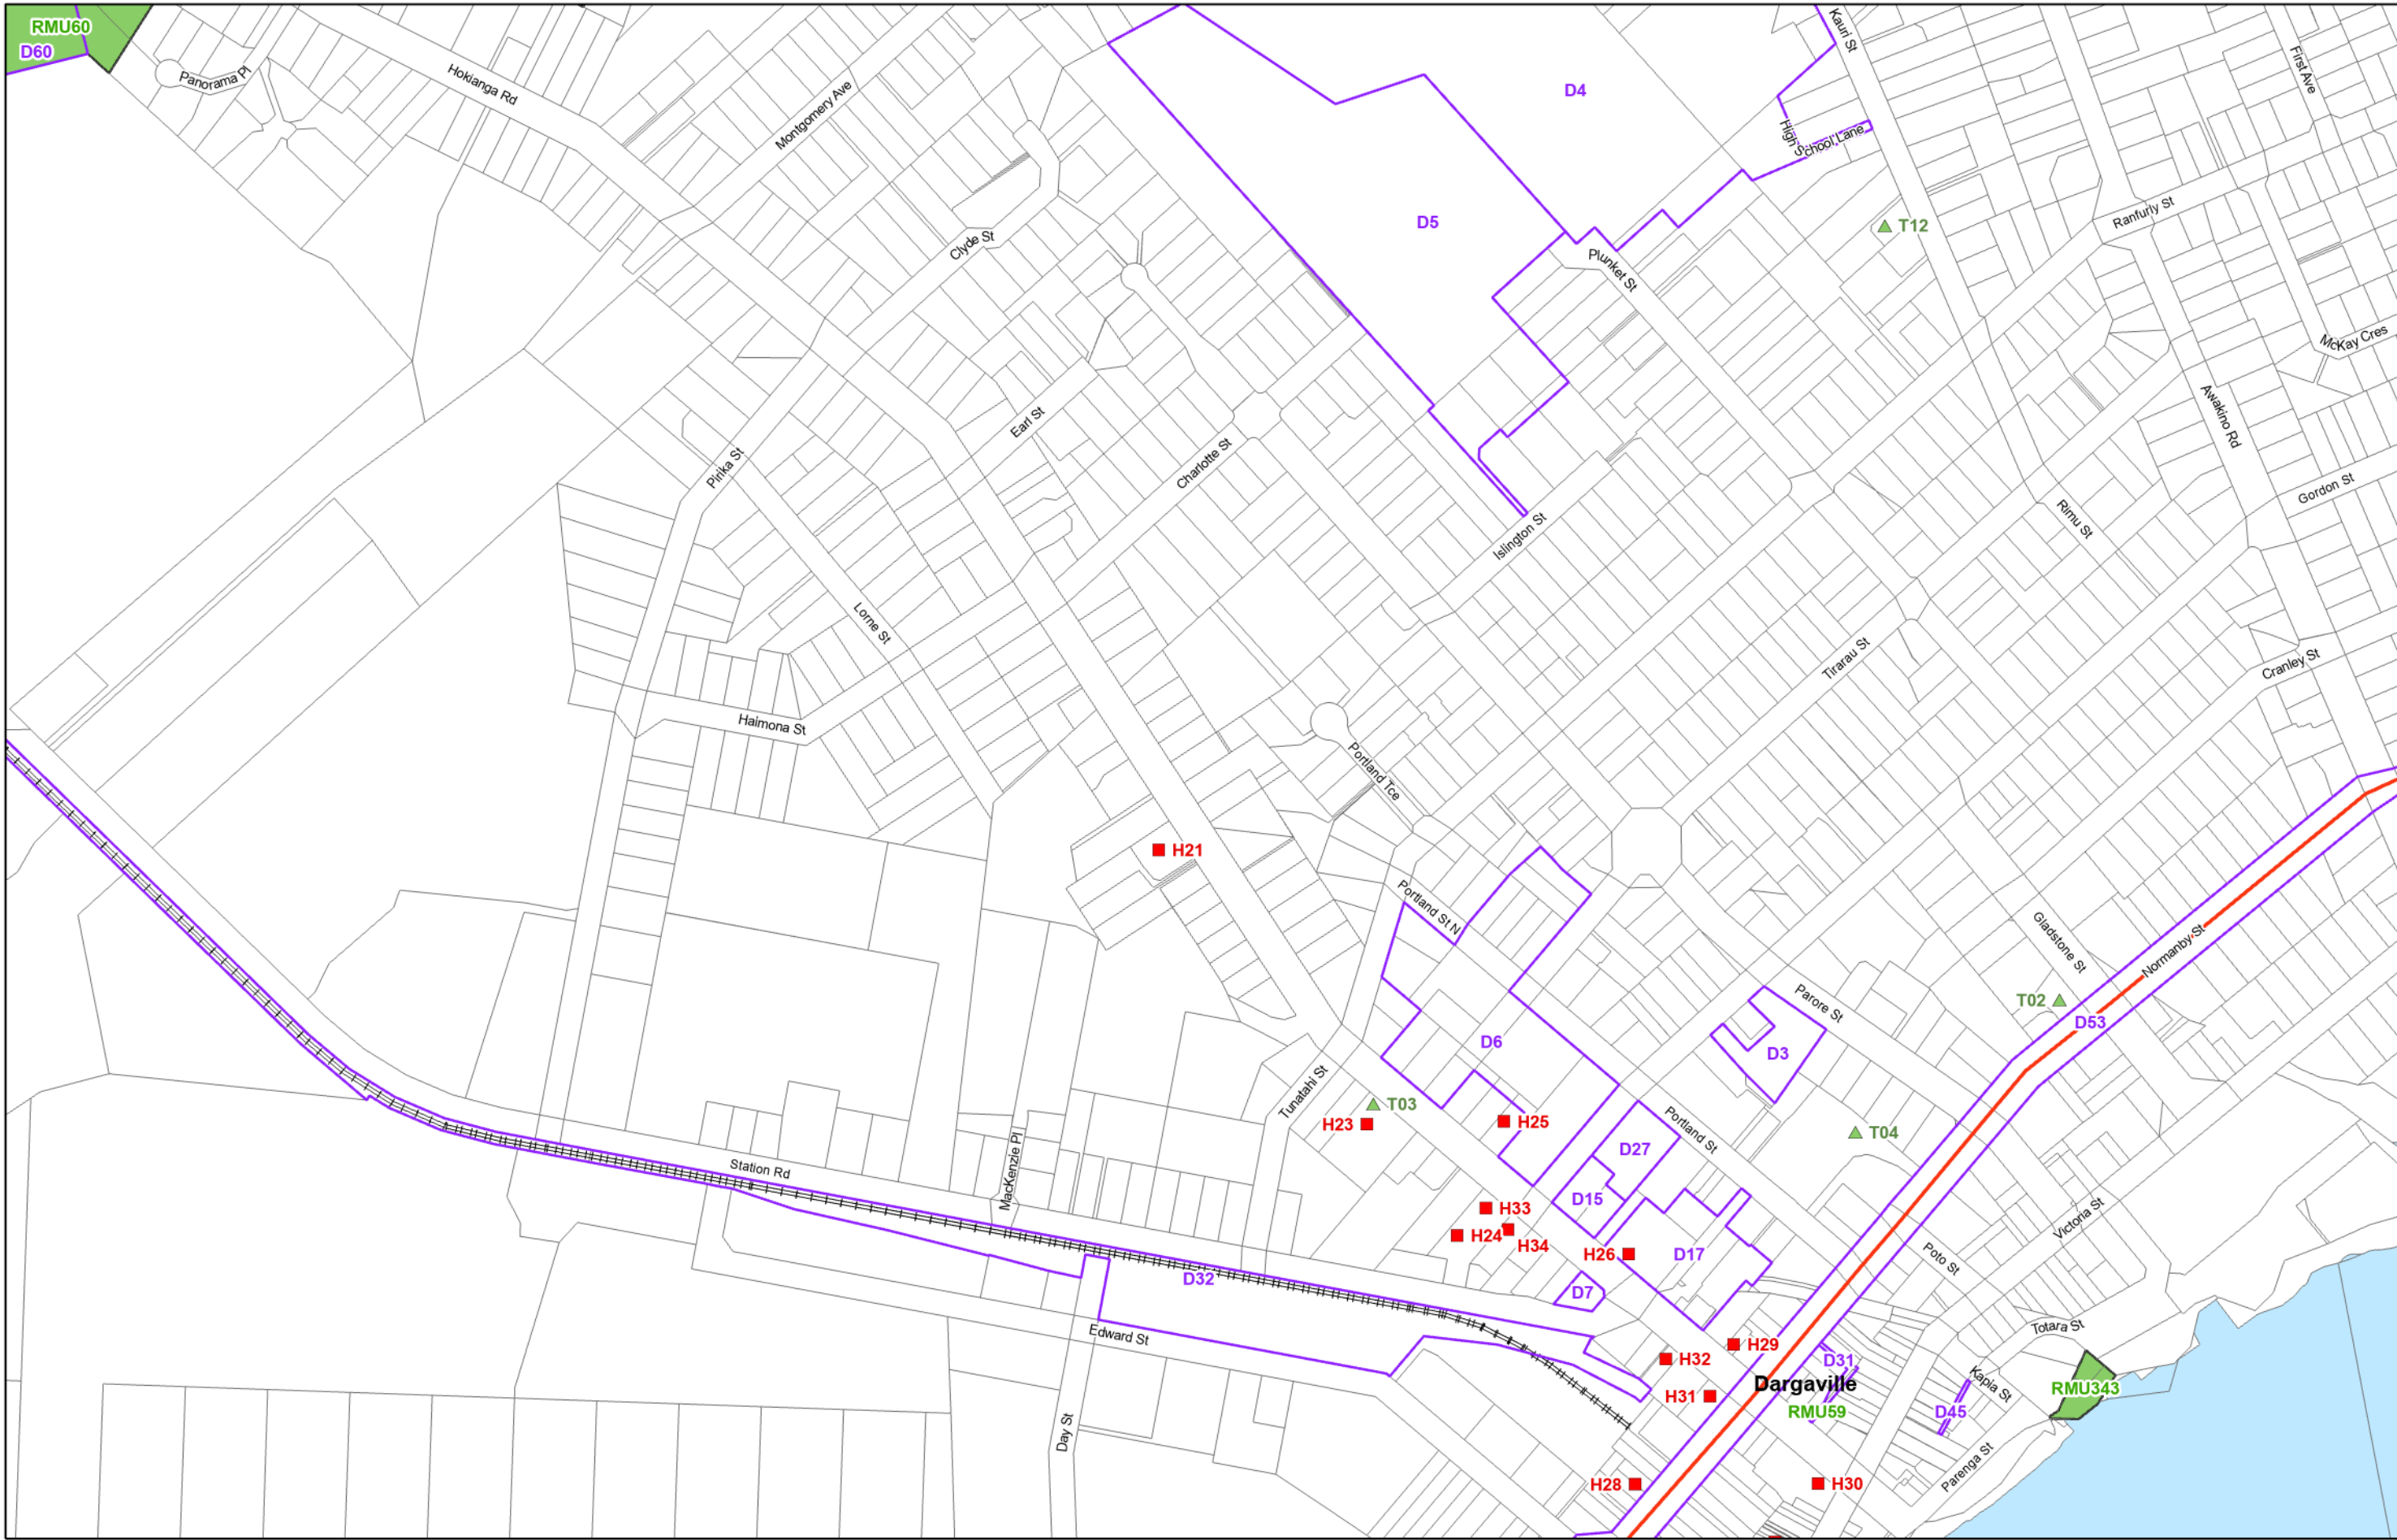 RMU60
D60
Panorama Pl
Hokianga Rd
Montgomery Ave
Kauri St
First Ave
D4
High School Lane
D5
T12
Ranfurly St
Clyde St
Plunket St
McKay Cres
Earl St
Awakino Rd
Pirika St
Charlotte St
Gordon St
Islington St
Rimu St
Lorne St
Tirarau St
Cranley St
Haimona St
Portland Tce
H21
Portland St N
Gladstone St
Normanby St
Parore St
T02
D53
D6
D3
Tunatahi St
T03
H23
H25
Portland St
T04
D27
MacKenzie Pl
Station Rd
D15
H33
Victoria St
H24
H34
H26
D17
Poto St
D32
D7
Totara St
Edward St
H29
H32
D31
Dargaville
Kapia St
RMU343
H31
RMU59
D45
Day St
Parenga St
H28
H30